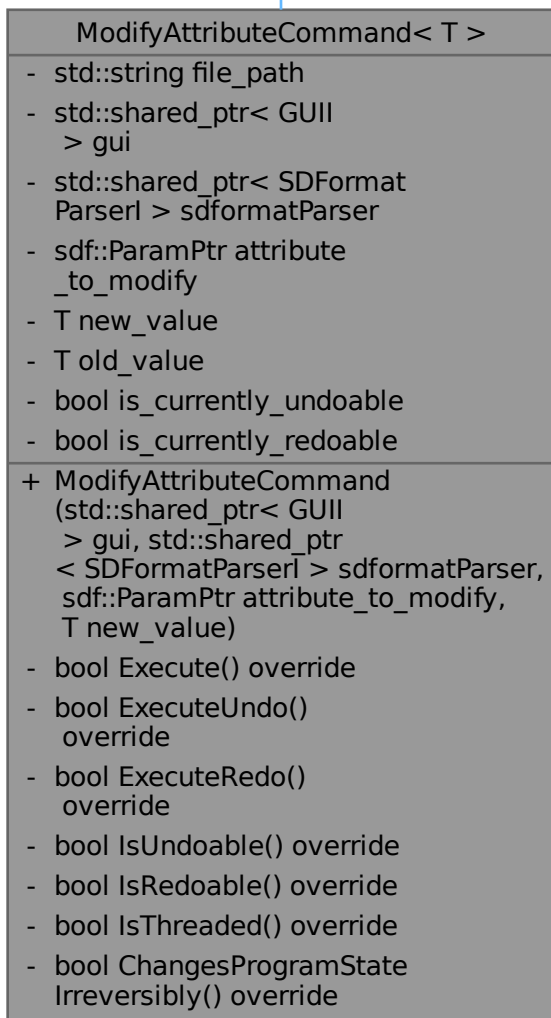 ModifyAttributeCommand< T >
- std::string file_path
- std::shared_ptr< GUII
> gui
- std::shared_ptr< SDFormat
ParserI > sdformatParser
- sdf::ParamPtr attribute
_to_modify
- T new_value
- T old_value
- bool is_currently_undoable
- bool is_currently_redoable
+ ModifyAttributeCommand
(std::shared_ptr< GUII
> gui, std::shared_ptr
< SDFormatParserI > sdformatParser,
sdf::ParamPtr attribute_to_modify,
T new_value)
- bool Execute() override
- bool ExecuteUndo()
override
- bool ExecuteRedo()
override
- bool IsUndoable() override
- bool IsRedoable() override
- bool IsThreaded() override
- bool ChangesProgramState
Irreversibly() override